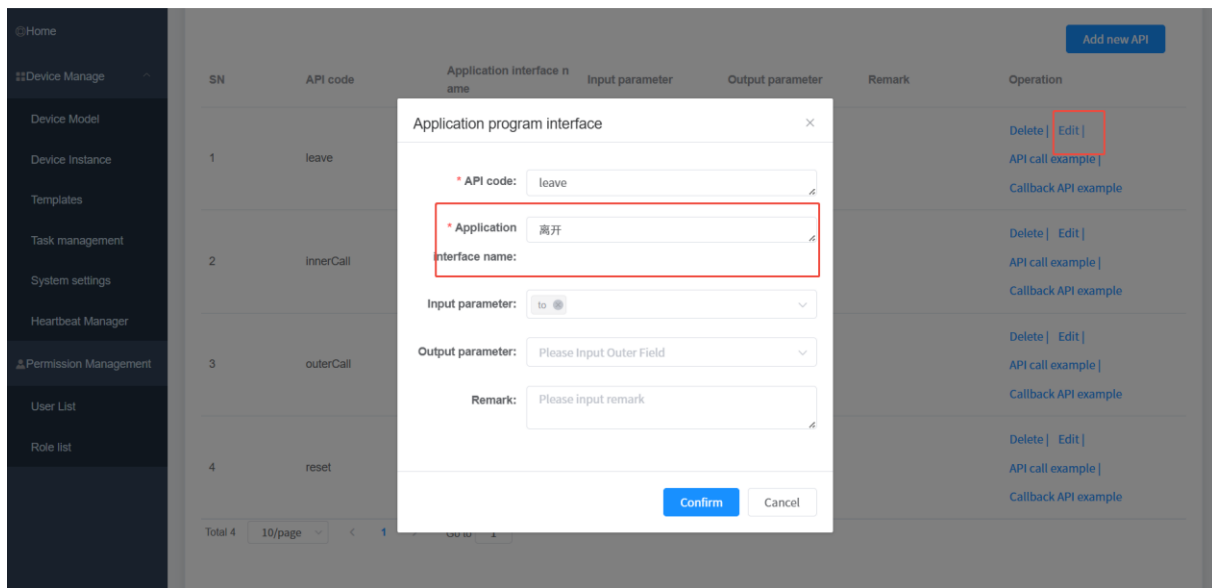 Home
Add new API
Device Manage
SN API code Application interface n Input parameter Output parameter Remark Operation
ame
Application program interface
Device Model
Delete | Edit |
Device Instance
1 leave API call example |
* API code: leave
Callback API example
Templates
* Application 离开
interface name:
Task management
Delete | Edit |
2 innerCall API call example |
System settings
Callback API example
Input parameter: to
Heartbeat Manager
Delete | Edit |
Output parameter: Please Input Outer Field
Permission Management
3 outerCall API call example |
Callback API example
Remark: Please input remark
User List
Delete | Edit |
Role list
4 reset API call example |
Callback API example
Confirm Cancel
Total 4 10/page < 1 > Go to 1